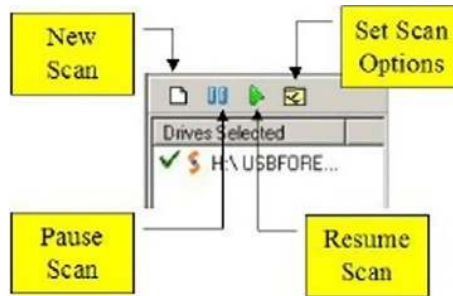 New
Scan
Set Scan
Options
Drives Selected
H:\ USBFORE...
Pause
Scan
Resume
Scan